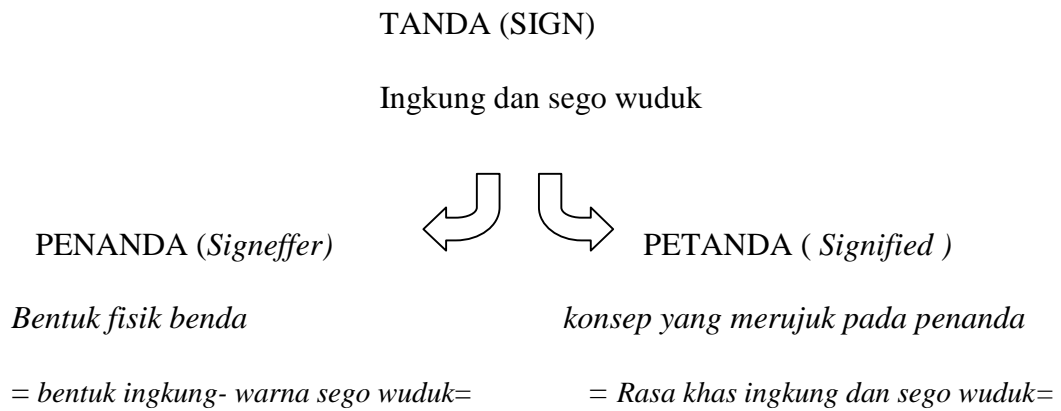 TANDA (SIGN)
Ingkung dan sego wuduk
PENANDA (Signeffer) PETANDA ( Signified )
Bentuk fisik benda konsep yang merujuk pada penanda
= bentuk ingkung- warna sego wuduk= = Rasa khas ingkung dan sego wuduk=